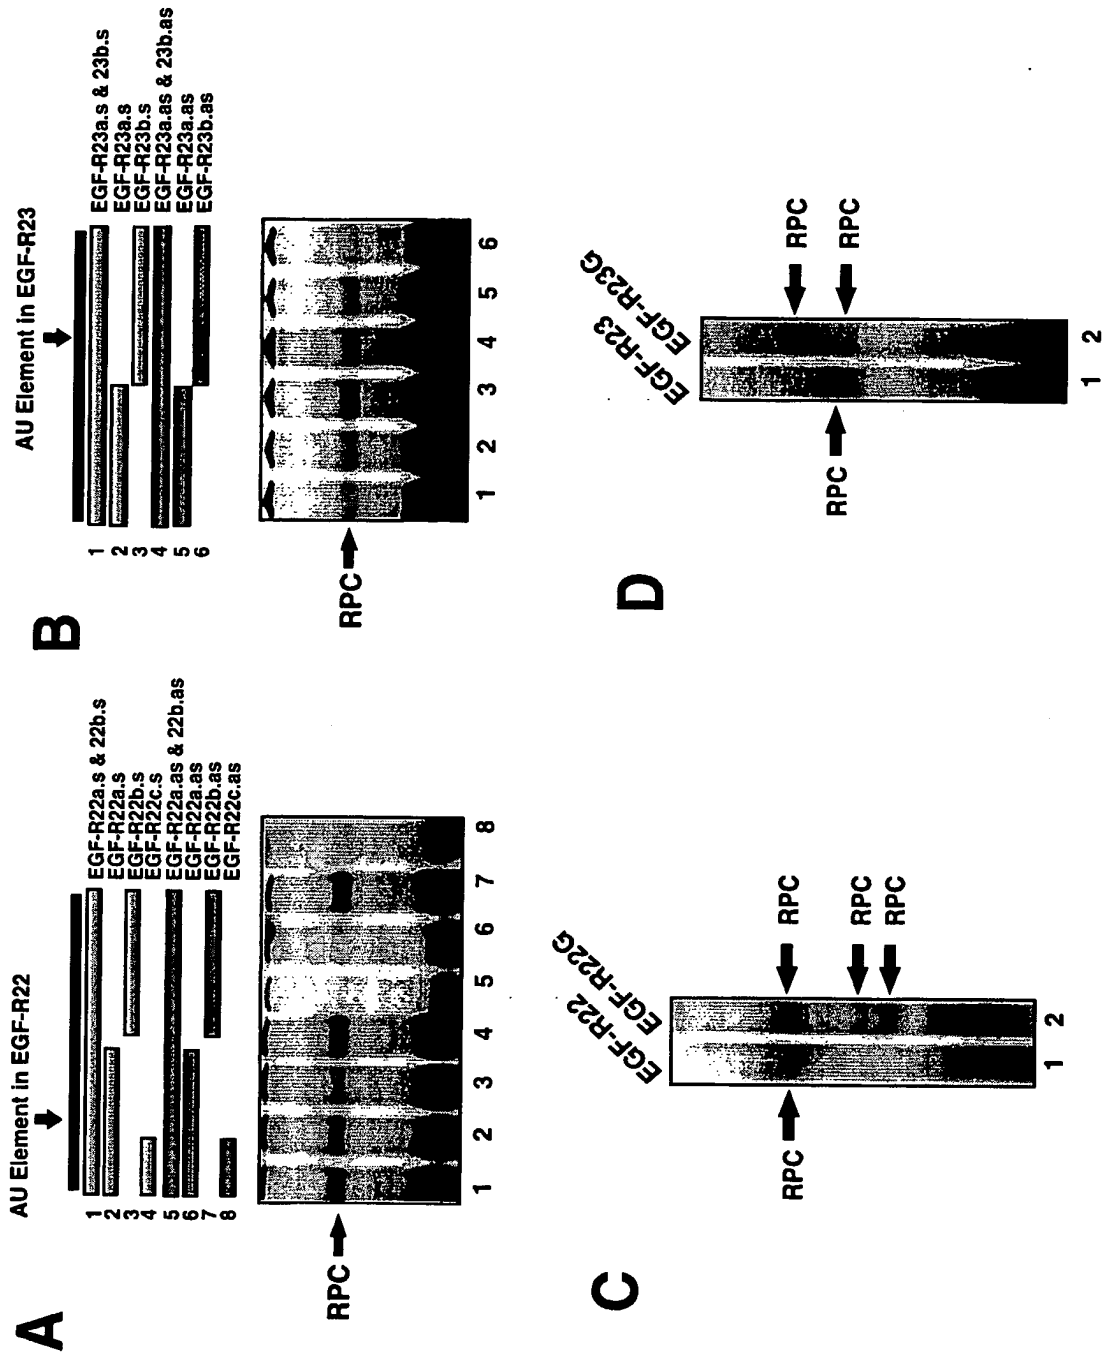 A
AU Element in EGF-R22
1 EGF-R22a.s & 22b.s
2 EGF-R22a.s
3 EGF-R22b.s
4 EGF-R22c.s
5 EGF-R22a.as & 22b.as
6 EGF-R22a.as
7 EGF-R22b.as
8 EGF-R22c.as
RPC
1 2 3 4 5 6 7 8
B
AU Element in EGF-R23
1 EGF-R23a.s & 23b.s
2 EGF-R23a.s
3 EGF-R23b.s
4 EGF-R23a.as & 23b.as
5 EGF-R23a.as
6 EGF-R23b.as
RPC
1 2 3 4 5 6
C
EGF-R22
EGF-R22G
RPC
RPC
RPC
RPC
1 2
D
EGF-R23
EGF-R23G
RPC
RPC
RPC
1 2